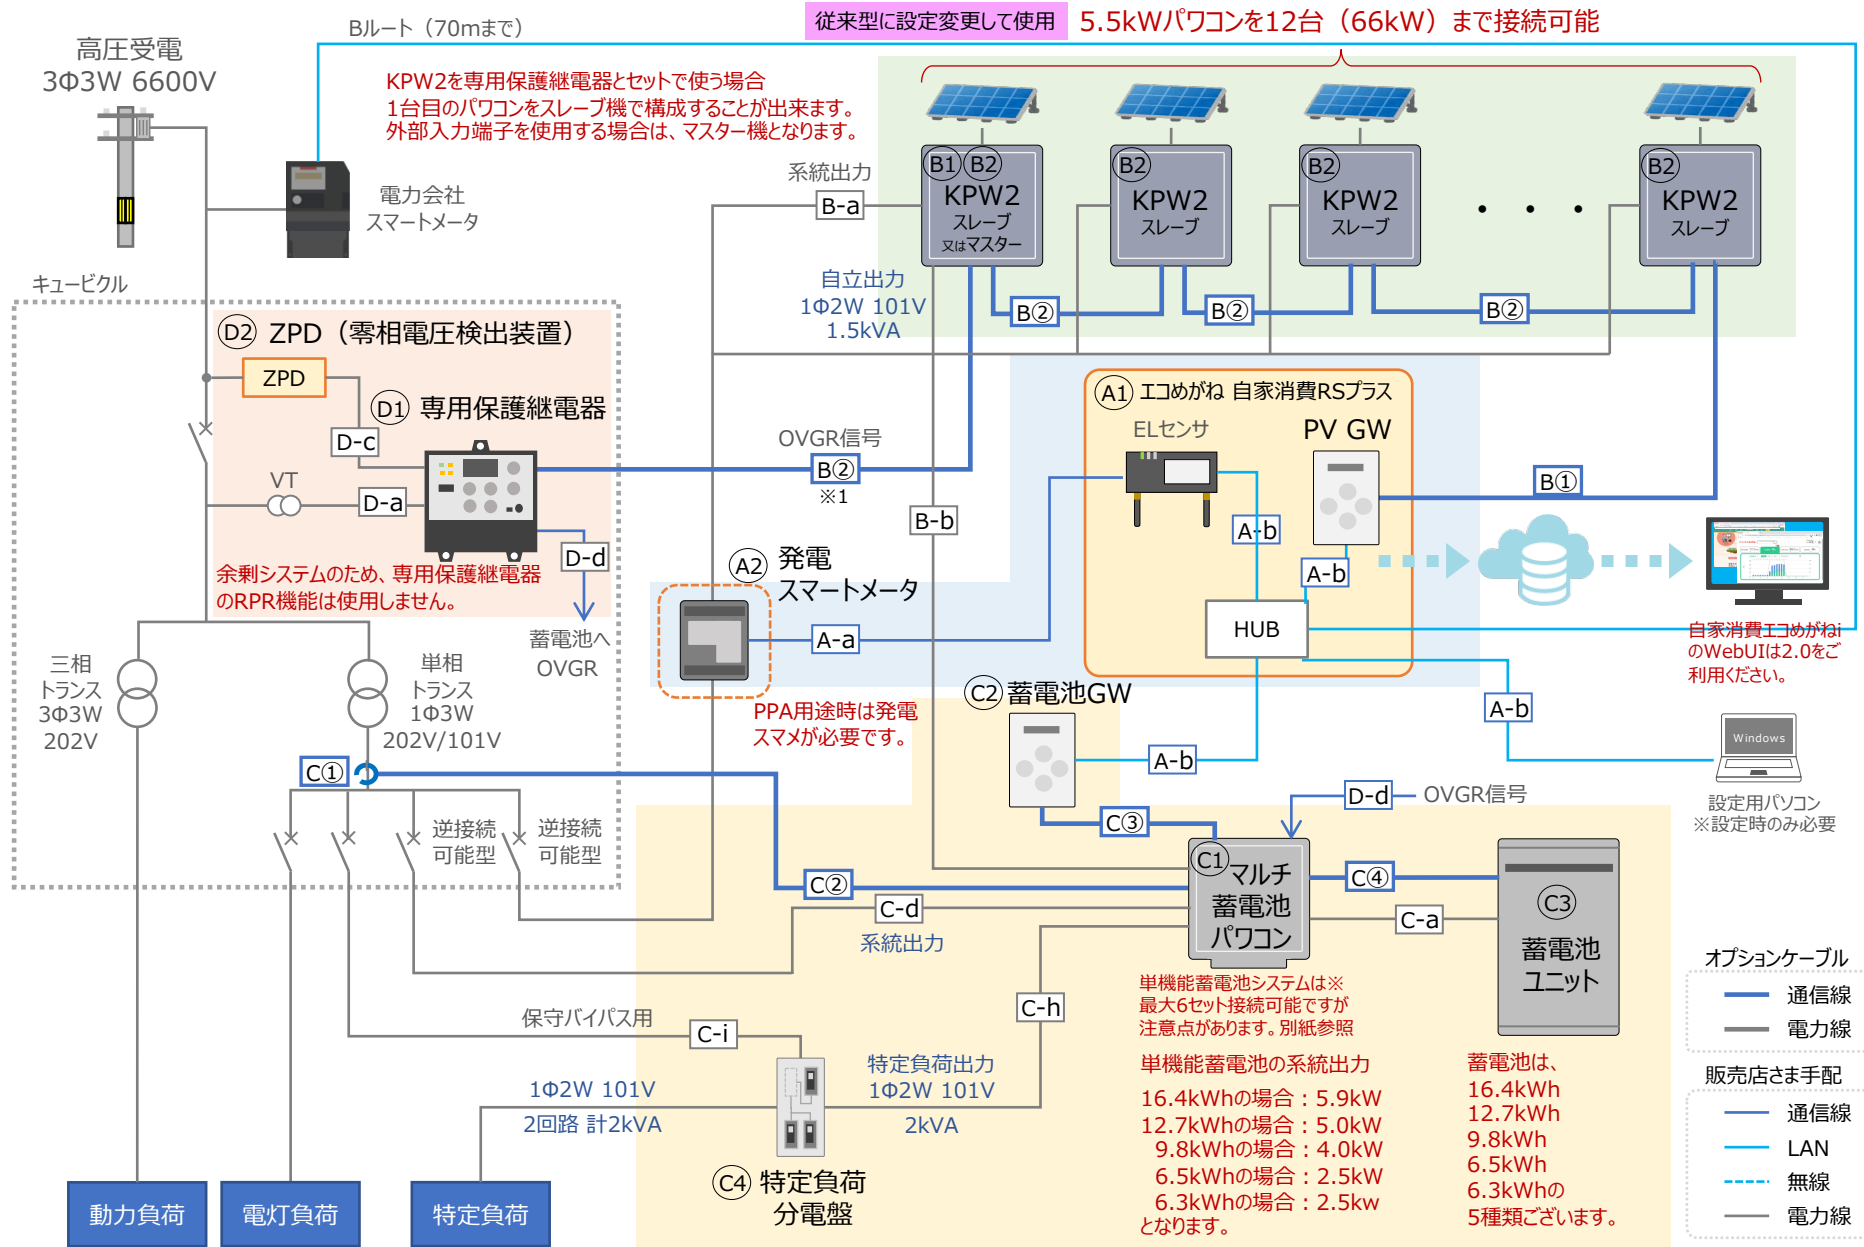 従来型に設定変更して使用
5.5kWパワコンを12台（66kW）まで接続可能
Bルート（70mまで）
高圧受電
3Φ3W 6600V
KPW2を専用保護継電器とセットで使う場合
1台目のパワコンをスレーブ機で構成することが出来ます。
外部入力端子を使用する場合は、マスター機となります。
電力会社
スマートメータ
系統出力
B-a
B1 B2
KPW2
スレーブ
又はマスター
B2
KPW2
スレーブ
B2
KPW2
スレーブ
・・・
B2
KPW2
スレーブ
自立出力
1Φ2W 101V
1.5kVA
B②
B②
B②
キュービクル
D2 ZPD（零相電圧検出装置）
ZPD
D1 専用保護継電器
D-c
VT
D-a
D-d
余剰システムのため、専用保護継電器
のRPR機能は使用しません。
蓄電池へ
OVGR
OVGR信号
B②
※1
B-b
A1 エコめがね 自家消費RSプラス
ELセンサ
PV GW
B①
A-b
A-b
HUB
A2 発電
スマートメータ
A-a
PPA用途時は発電
スマメが必要です。
自家消費エコめがねi
のWebUIは2.0をご
利用ください。
A-b
Windows
設定用パソコン
※設定時のみ必要
C2 蓄電池GW
A-b
C③
D-d
OVGR信号
三相
トランス
3Φ3W
202V
単相
トランス
1Φ3W
202V/101V
C①
逆接続
可能型
逆接続
可能型
C②
C-d
系統出力
C1
マルチ
蓄電池
パワコン
C④
C-a
C3
蓄電池
ユニット
C-h
保守バイパス用
C-i
1Φ2W 101V
2回路 計2kVA
特定負荷出力
1Φ2W 101V
2kVA
C4 特定負荷
分電盤
単機能蓄電池システムは※
最大6セット接続可能ですが
注意点があります。別紙参照
単機能蓄電池の系統出力
16.4kWhの場合：5.9kW
12.7kWhの場合：5.0kW
9.8kWhの場合：4.0kW
6.5kWhの場合：2.5kW
6.3kWhの場合：2.5kw
となります。
蓄電池は、
16.4kWh
12.7kWh
9.8kWh
6.5kWh
6.3kWhの
5種類ございます。
オプションケーブル
通信線
電力線
販売店さま手配
通信線
LAN
無線
電力線
動力負荷
電灯負荷
特定負荷